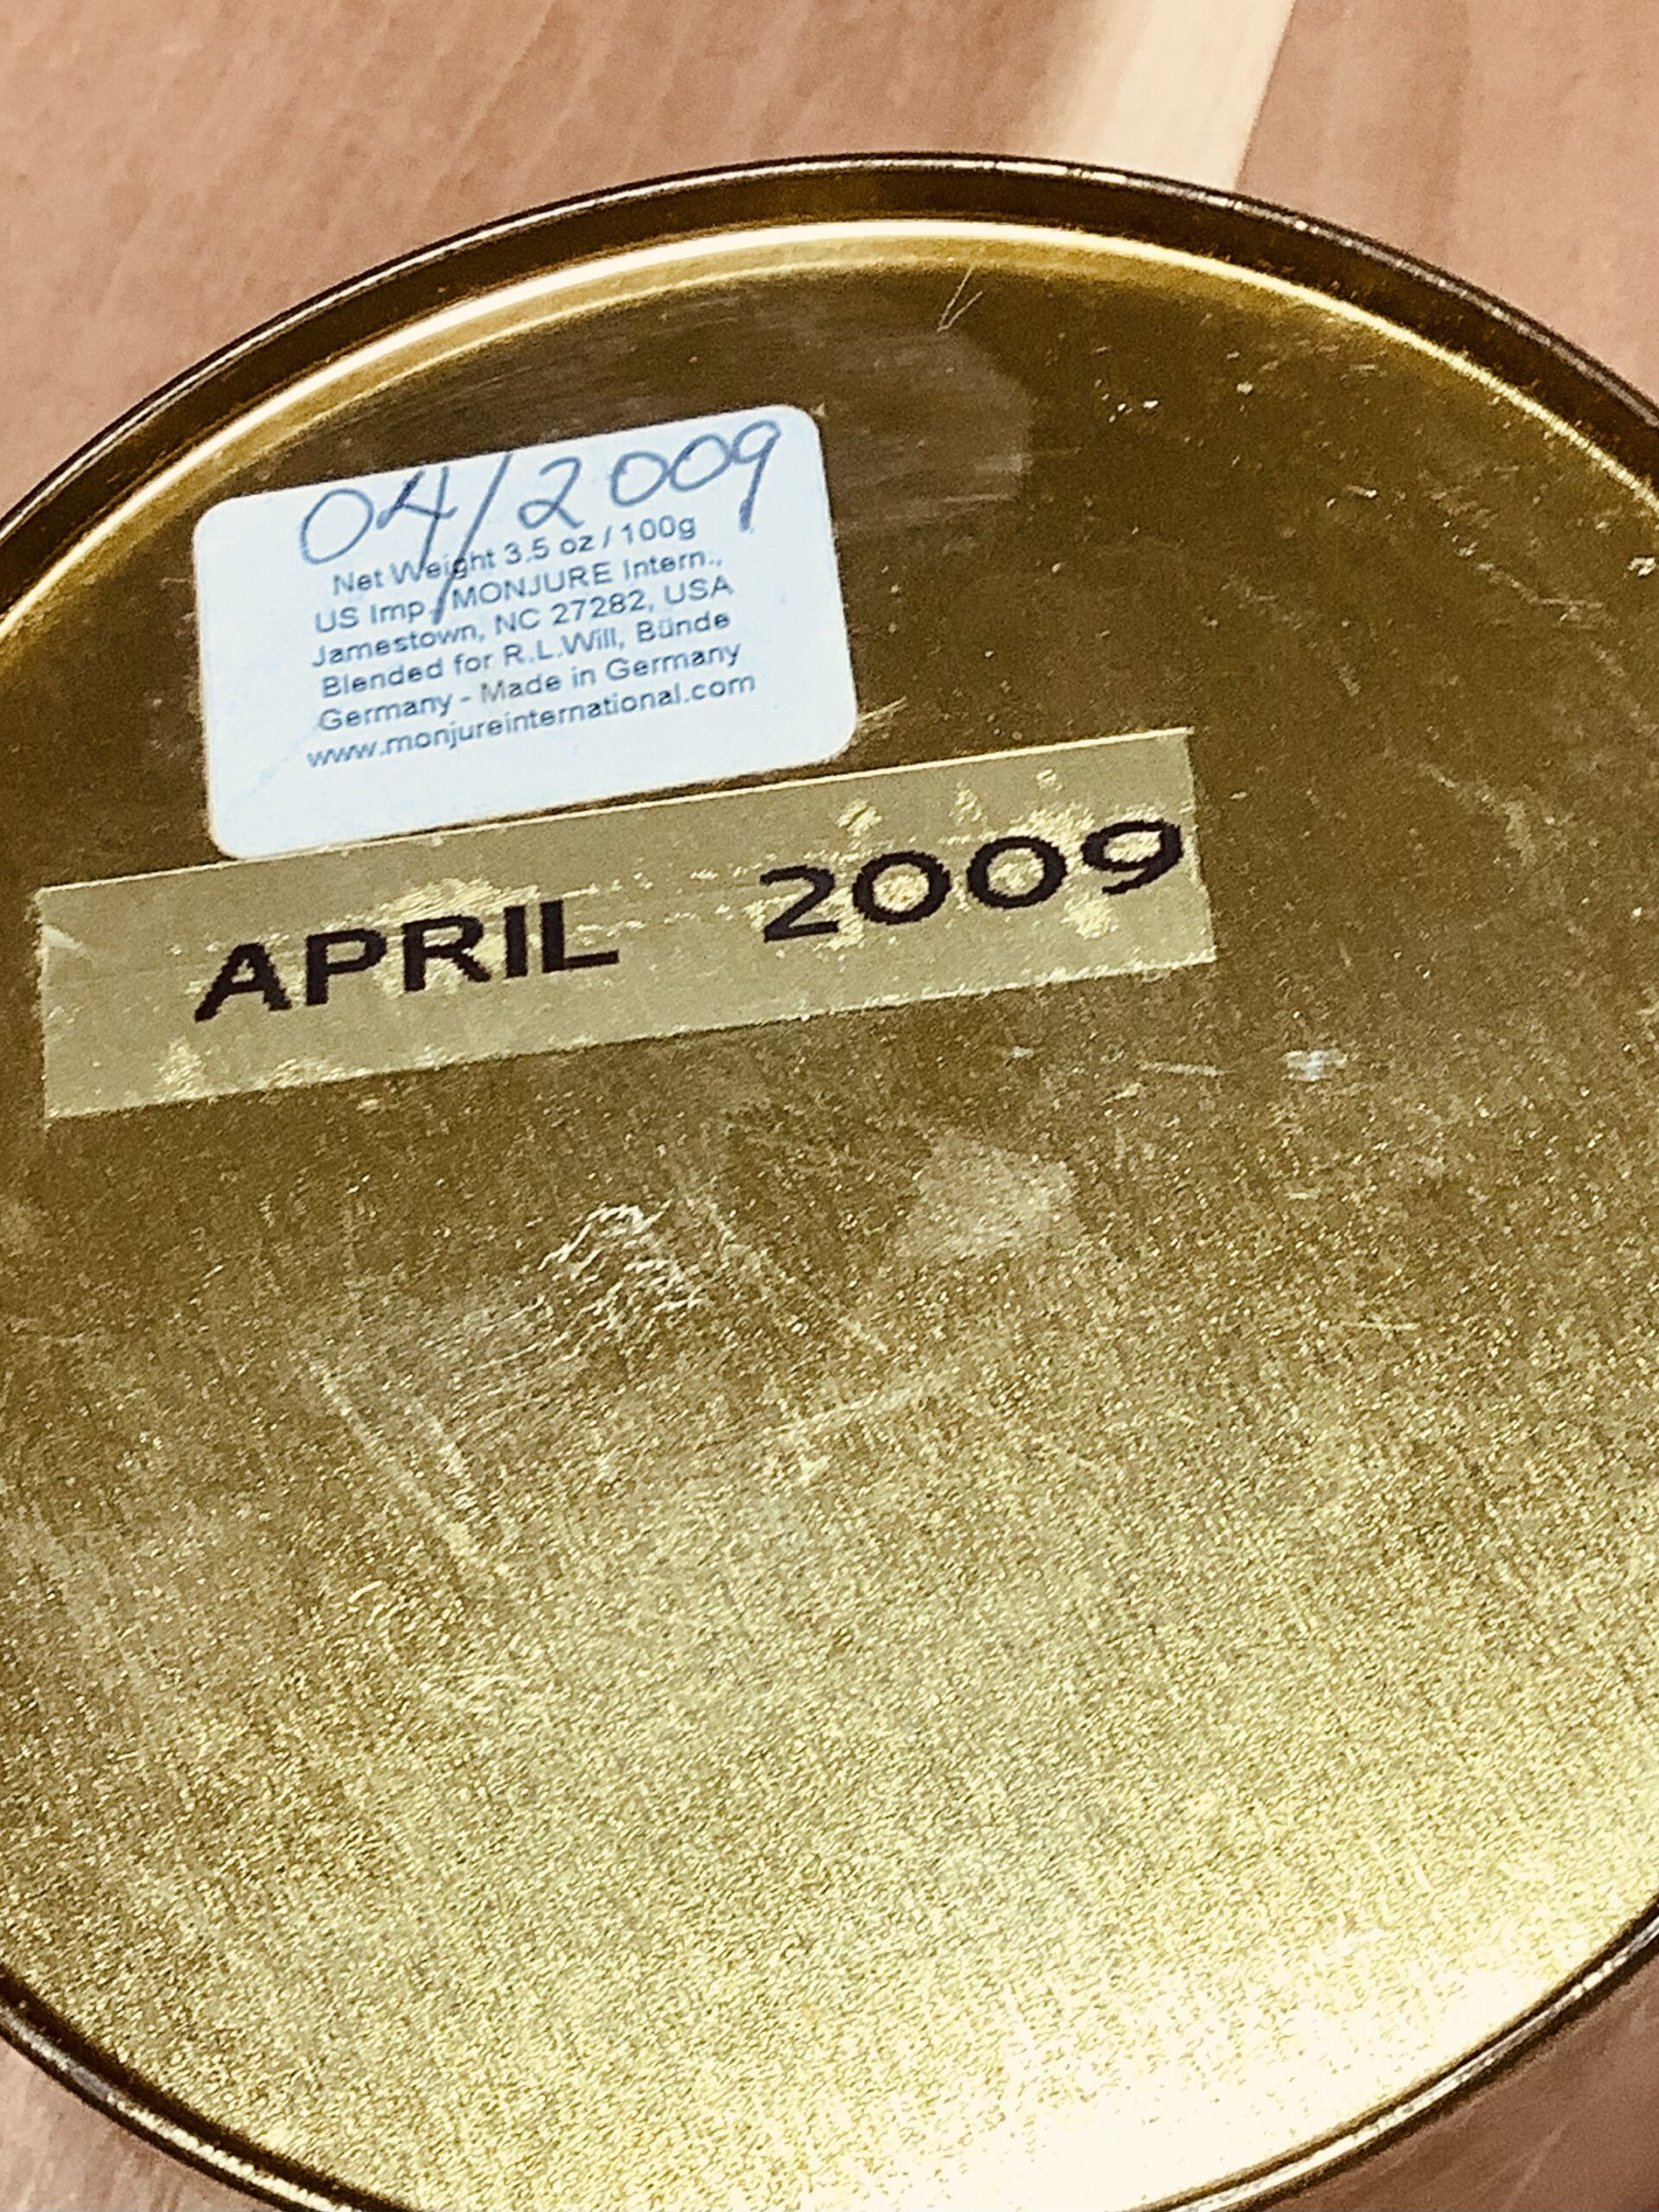 04/2009
Net Weight 3.5 oz / 100g
US Imp./MONJURE Intern.,
Jamestown, NC 27282, USA
Blended for R.L.Will, Bünde
Germany - Made in Germany
www.monjureinternational.com
APRIL 2009